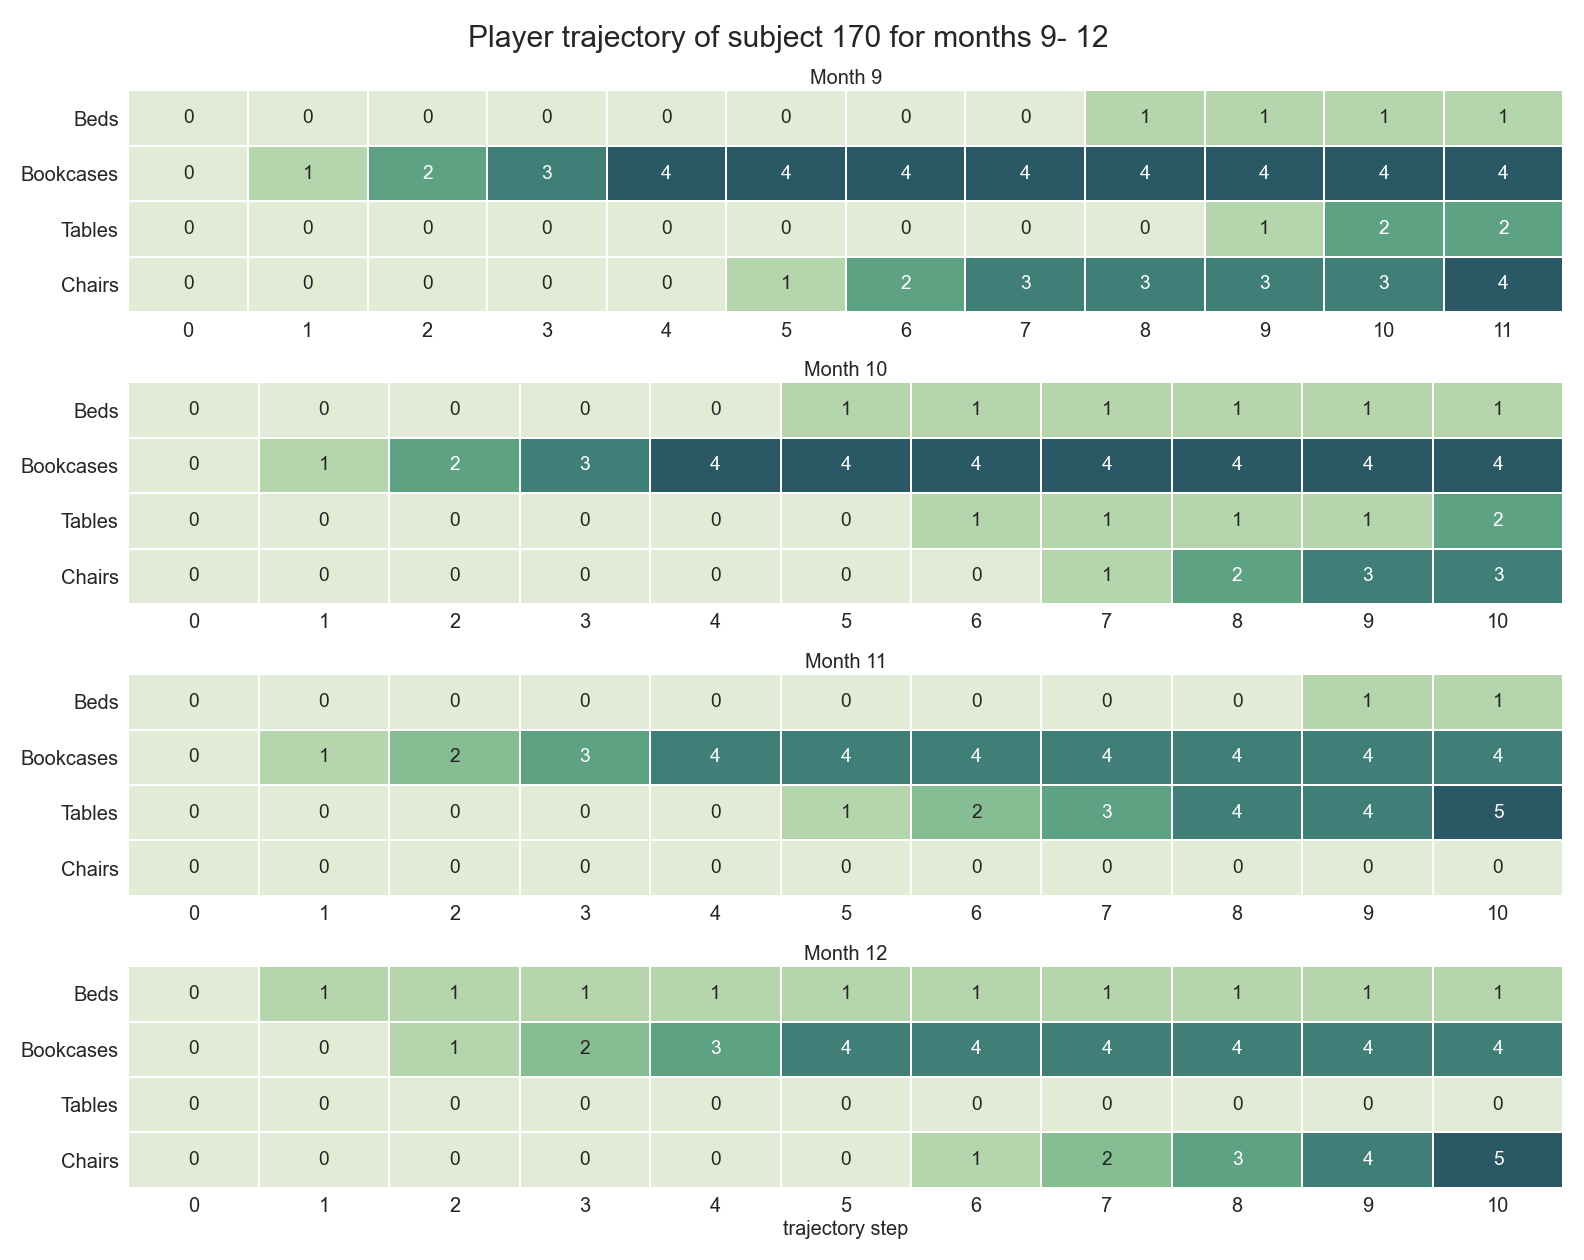 Player trajectory of subject 170 for months 9- 12
Month 9
Beds 0 0 0 0 0 0 0 0 1 1 1 1
Bookcases 0 1 2 3 4 4 4 4 4 4 4 4
Tables 0 0 0 0 0 0 0 0 0 1 2 2
Chairs 0 0 0 0 0 1 2 3 3 3 3 4
0 1 2 3 4 5 6 7 8 9 10 11
Month 10
Beds 0 0 0 0 0 1 1 1 1 1 1
Bookcases 0 1 2 3 4 4 4 4 4 4 4
Tables 0 0 0 0 0 0 1 1 1 1 2
Chairs 0 0 0 0 0 0 0 1 2 3 3
0 1 2 3 4 5 6 7 8 9 10
Month 11
Beds 0 0 0 0 0 0 0 0 0 1 1
Bookcases 0 1 2 3 4 4 4 4 4 4 4
Tables 0 0 0 0 0 1 2 3 4 4 5
Chairs 0 0 0 0 0 0 0 0 0 0 0
0 1 2 3 4 5 6 7 8 9 10
Month 12
Beds 0 1 1 1 1 1 1 1 1 1 1
Bookcases 0 0 1 2 3 4 4 4 4 4 4
Tables 0 0 0 0 0 0 0 0 0 0 0
Chairs 0 0 0 0 0 0 1 2 3 4 5
0 1 2 3 4 5 6 7 8 9 10
trajectory step